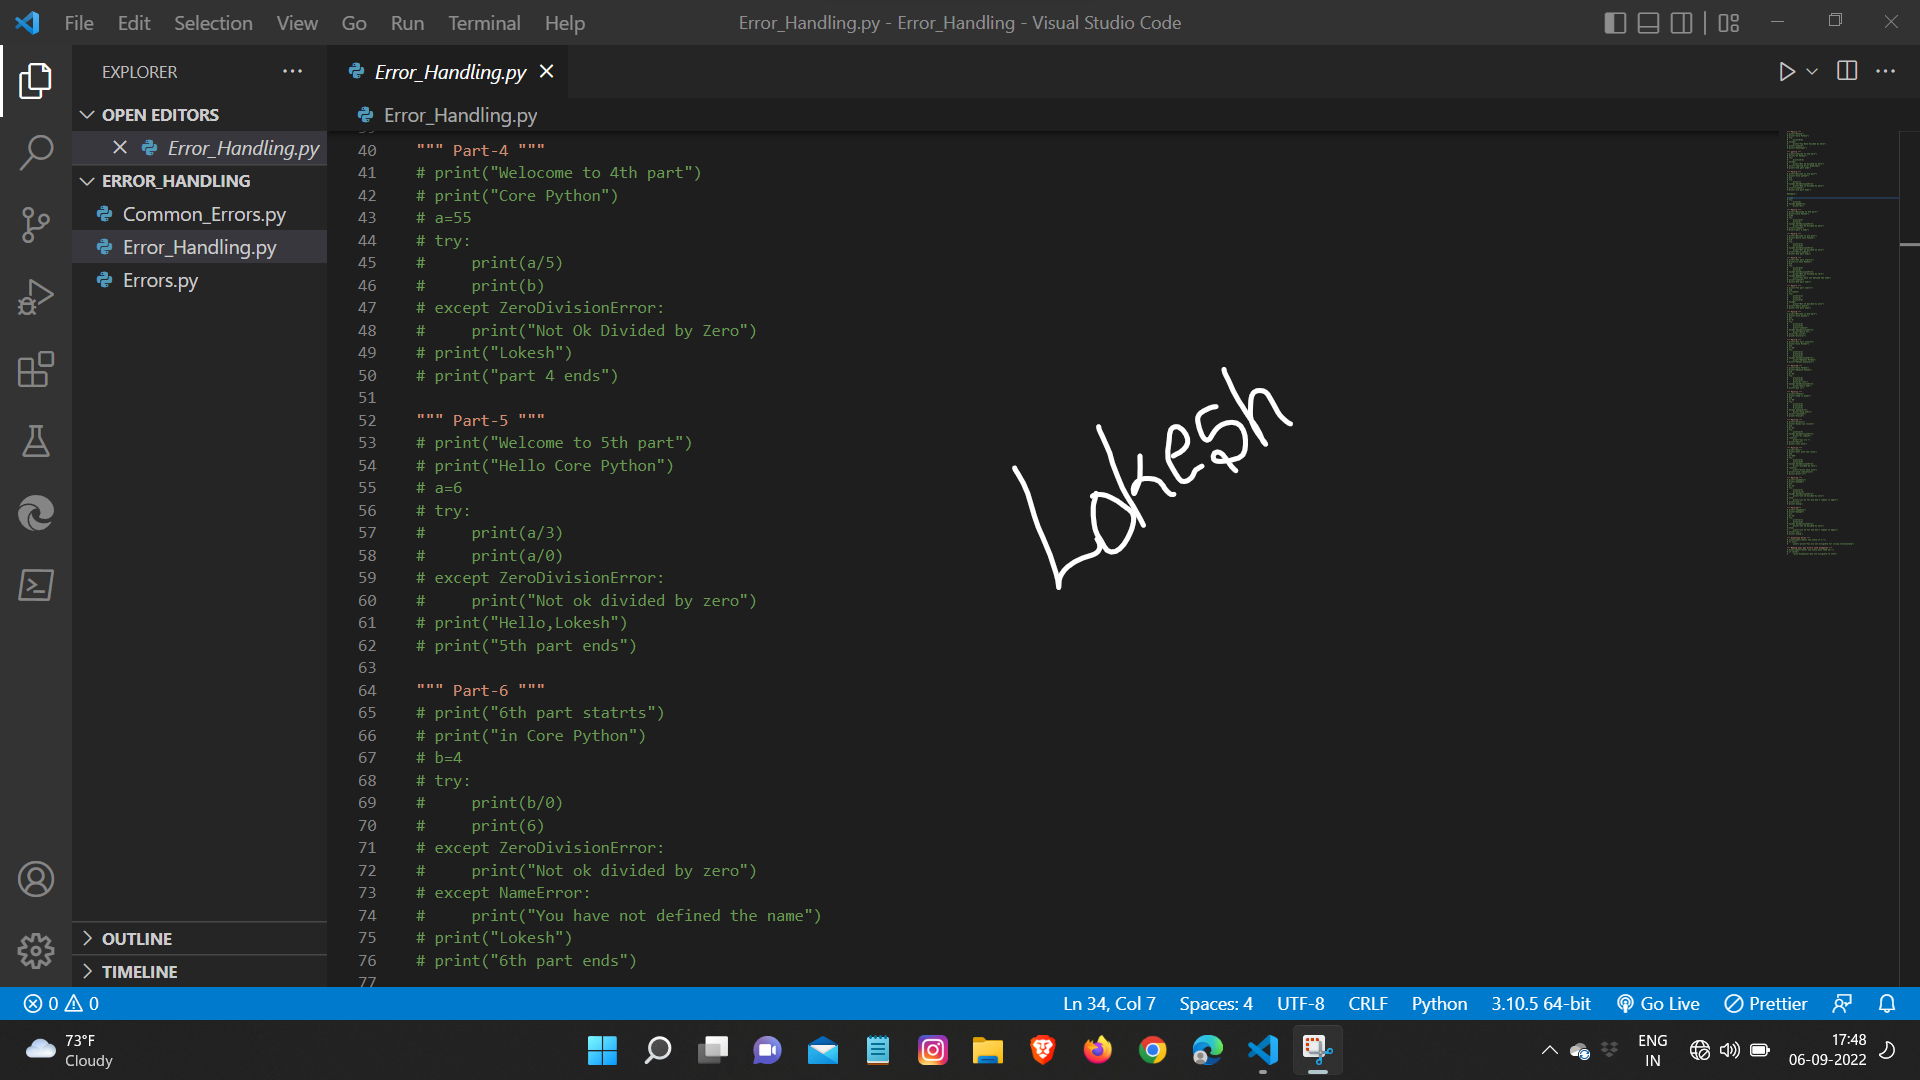 File Edit Selection View Go Run Terminal Help
Error_Handling.py - Error_Handling - Visual Studio Code
EXPLORER
OPEN EDITORS
Error_Handling.py
ERROR_HANDLING
Common_Errors.py
Error_Handling.py
Errors.py
OUTLINE
TIMELINE
Error_Handling.py
Error_Handling.py
40 """ Part-4 """
41 # print("Welocome to 4th part")
42 # print("Core Python")
43 # a=55
44 # try:
45 #     print(a/5)
46 #     print(b)
47 # except ZeroDivisionError:
48 #     print("Not Ok Divided by Zero")
49 # print("Lokesh")
50 # print("part 4 ends")
51
52 """ Part-5 """
53 # print("Welcome to 5th part")
54 # print("Hello Core Python")
55 # a=6
56 # try:
57 #     print(a/3)
58 #     print(a/0)
59 # except ZeroDivisionError:
60 #     print("Not ok divided by zero")
61 # print("Hello,Lokesh")
62 # print("5th part ends")
63
64 """ Part-6 """
65 # print("6th part statrts")
66 # print("in Core Python")
67 # b=4
68 # try:
69 #     print(b/0)
70 #     print(6)
71 # except ZeroDivisionError:
72 #     print("Not ok divided by zero")
73 # except NameError:
74 #     print("You have not defined the name")
75 # print("Lokesh")
76 # print("6th part ends")
77
Lokesh
0 0
Ln 34, Col 7 Spaces: 4 UTF-8 CRLF Python 3.10.5 64-bit Go Live Prettier
73°F
Cloudy
ENG
IN
17:48
06-09-2022